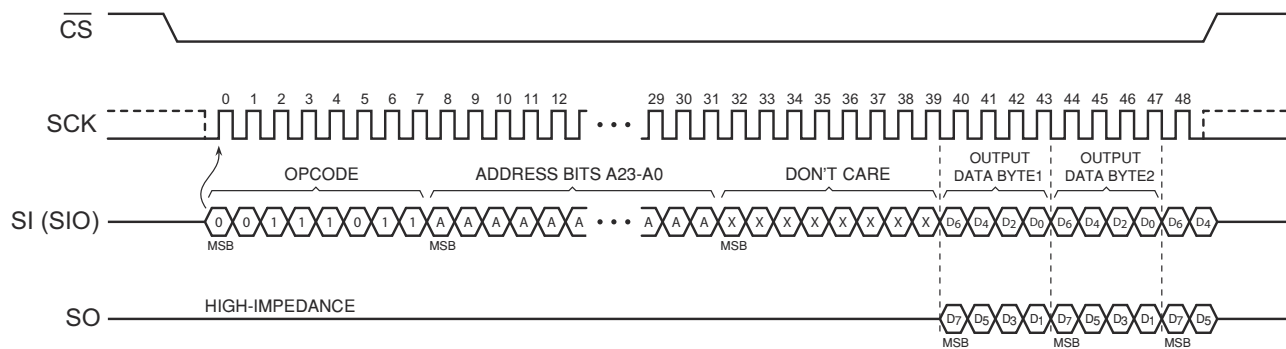 CS
0 1 2 3 4 5 6 7 8 9 10 11 12 29 30 31 32 33 34 35 36 37 38 39 40 41 42 43 44 45 46 47 48
SCK
OPCODE ADDRESS BITS A23-A0 DON'T CARE OUTPUT DATA BYTE1 OUTPUT DATA BYTE2
SI (SIO) 0 0 1 1 1 0 1 1 A A A A A A A A A X X X X X X X X D6 D4 D2 D0 D6 D4 D2 D0 D6 D4
MSB MSB MSB
HIGH-IMPEDANCE
SO D7 D5 D3 D1 D7 D5 D3 D1 D7 D5
MSB MSB MSB